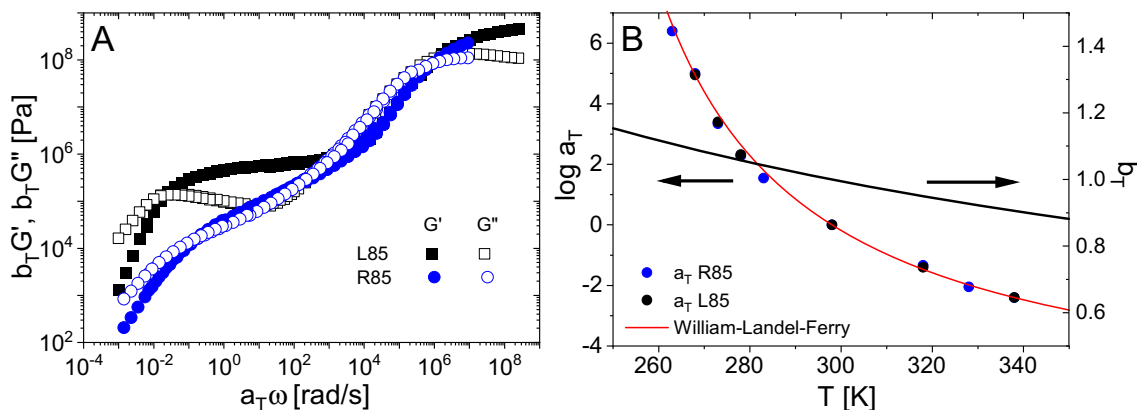 A
b_TG', b_TG'' [Pa]
10^8
10^6
10^4
10^2
10^-4
10^-2
10^0
10^2
10^4
10^6
10^8
a_Tω [rad/s]
G' G''
L85
R85
B
log a_T
6
4
2
0
-2
-4
260
280
300
320
340
T [K]
1.4
1.2
1.0
0.8
0.6
b_T
a_T R85
a_T L85
William-Landel-Ferry